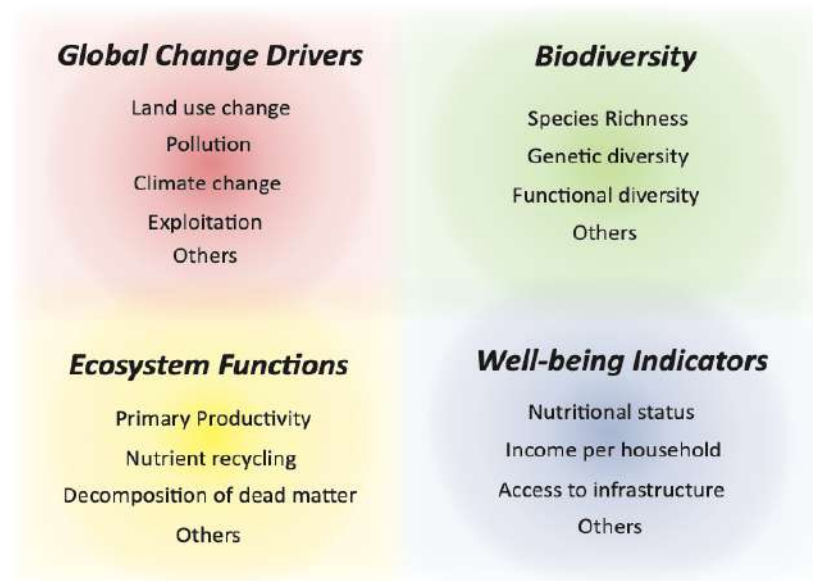 Global Change Drivers
Land use change
Pollution
Climate change
Exploitation
Others
Biodiversity
Species Richness
Genetic diversity
Functional diversity
Others
Ecosystem Functions
Primary Productivity
Nutrient recycling
Decomposition of dead matter
Others
Well-being Indicators
Nutritional status
Income per household
Access to infrastructure
Others